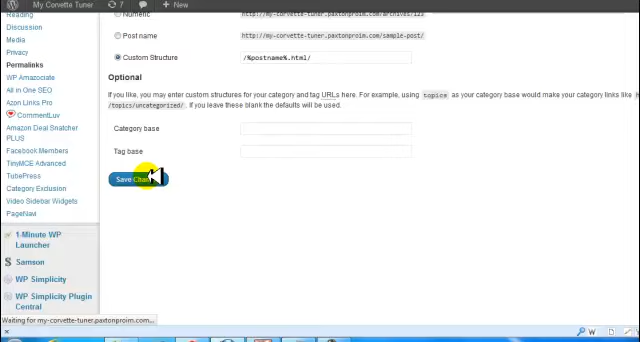 My Corvette Tuner
7
New
Reading
Discussion
Media
Privacy
Permalinks
WP Amazociate
All in One SEO
Azon Links Pro
CommentLuv
Amazon Deal Snatcher
PLUS
Facebook Members
TinyMCE Advanced
TubePress
Category Exclusion
Video Sidebar Widgets
PageNavi
1-Minute WP
Launcher
Samson
WP Simplicity
WP Simplicity Plugin
Central
Numeric
http://my-corvette-tuner.paxtonproim.com/archives/123
Post name
http://my-corvette-tuner.paxtonproim.com/sample-post/
Custom Structure
/%postname%.html/
Optional
If you like, you may enter custom structures for your category and tag URLs here. For example, using topics as your category base would make your category links like
/topics/uncategorized/. If you leave these blank the defaults will be used.
Category base
Tag base
Save
Waiting for my-corvette-tuner.paxtonproim.com...